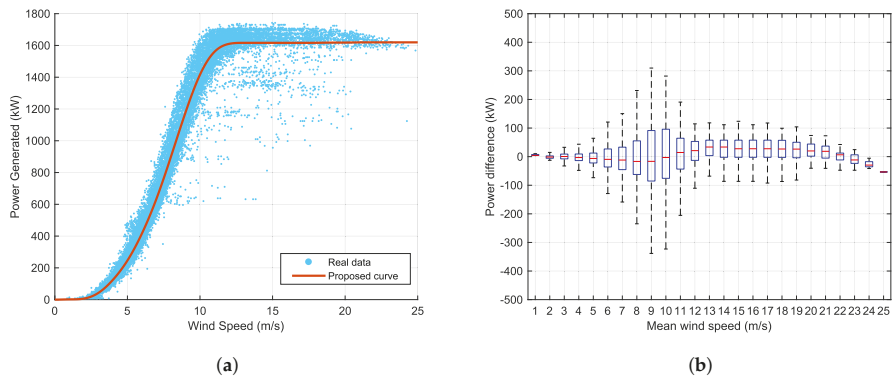 1800
1600
1400
1200
1000
800
600
400
200
0
Power Generated (kW)
Real data
Proposed curve
0 5 10 15 20 25
Wind Speed (m/s)
(a)
500
400
300
200
100
0
-100
-200
-300
-400
-500
Power difference (kW)
1 2 3 4 5 6 7 8 9 10 11 12 13 14 15 16 17 18 19 20 21 22 23 24 25
Mean wind speed (m/s)
(b)